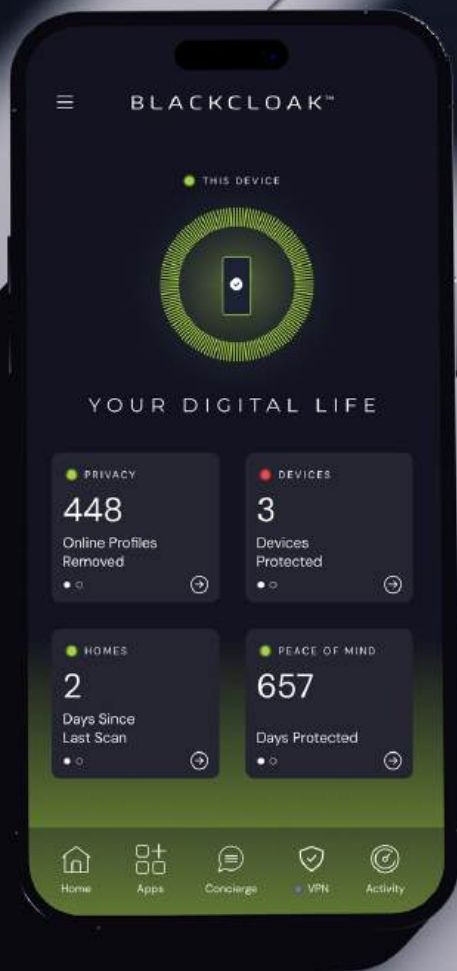 BLACKCLOAK™
THIS DEVICE
YOUR DIGITAL LIFE
PRIVACY
448
Online Profiles
Removed
DEVICES
3
Devices
Protected
HOMES
2
Days Since
Last Scan
PEACE OF MIND
657
Days Protected
Home
Apps
Concierge
VPN
Activity